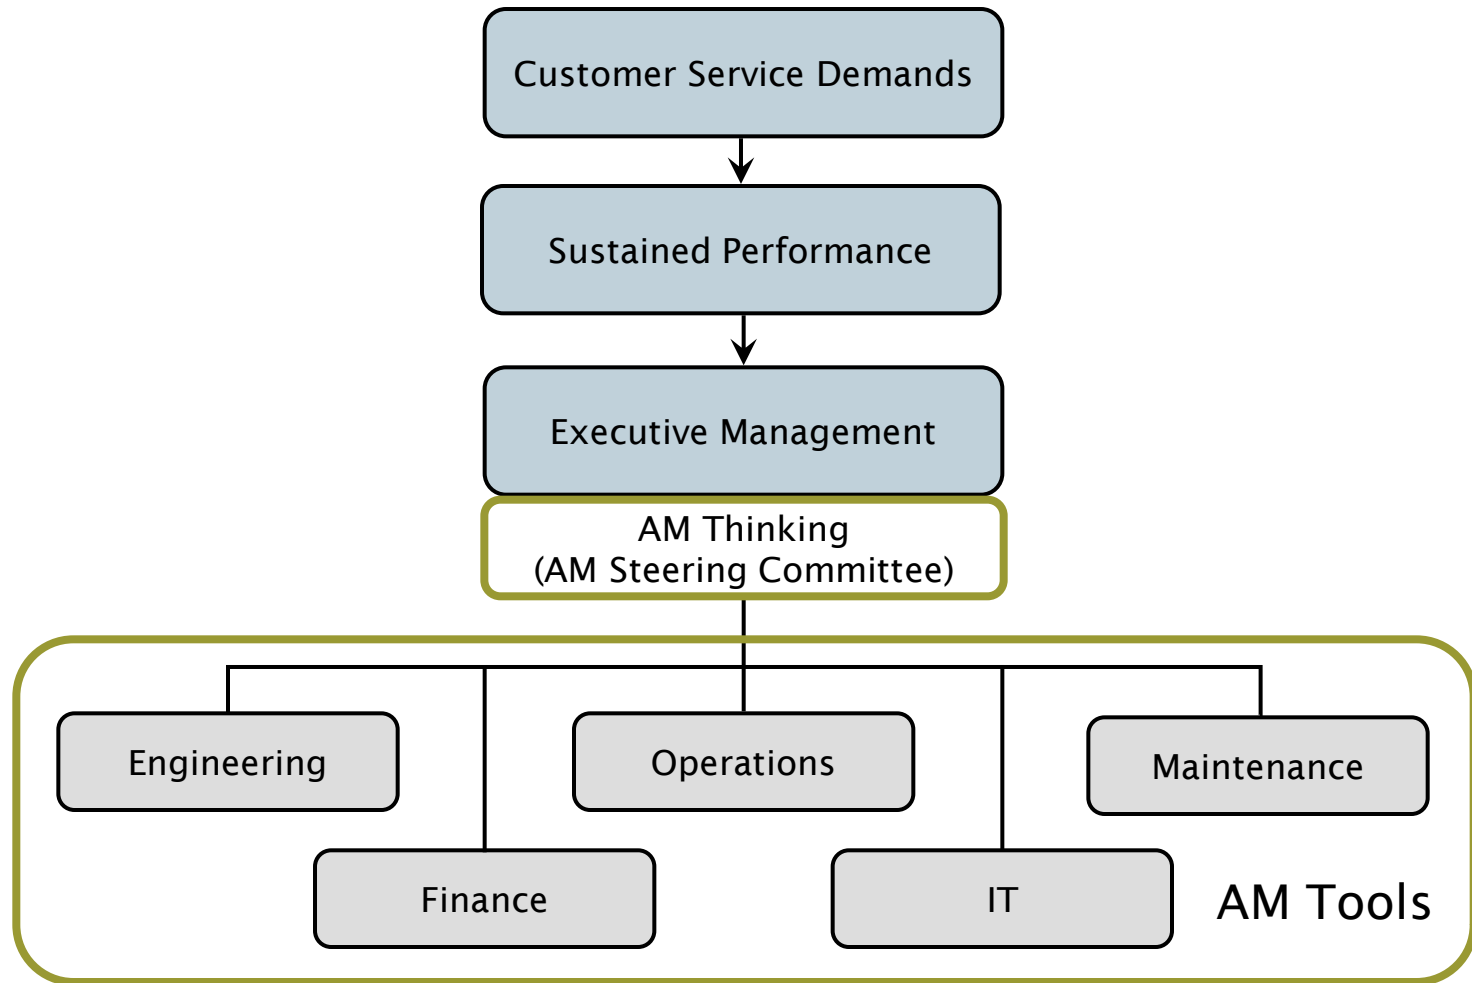 Customer Service Demands
Sustained Performance
Executive Management
AM Thinking
(AM Steering Committee)
Engineering
Operations
Maintenance
Finance
IT
AM Tools